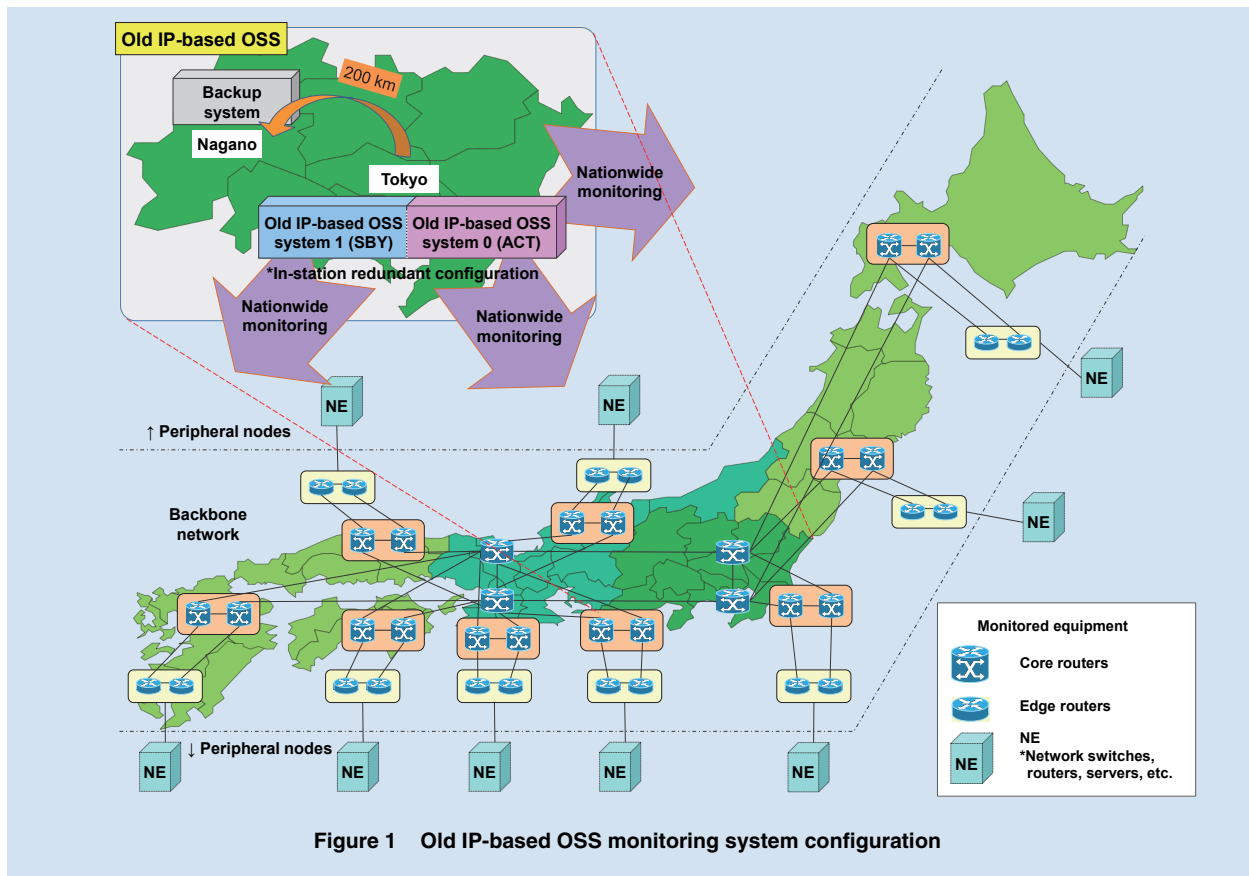 Old IP-based OSS
200 km
Backup
system
Nagano
Tokyo
Nationwide
monitoring
Old IP-based OSS
system 1 (SBY)
Old IP-based OSS
system 0 (ACT)
*In-station redundant configuration
Nationwide
monitoring
Nationwide
monitoring
NE
NE
NE
↑ Peripheral nodes
Backbone
network
NE
↓ Peripheral nodes
NE
NE
NE
NE
NE
Monitored equipment
Core routers
Edge routers
NE
NE
*Network switches,
routers, servers, etc.
Figure 1 Old IP-based OSS monitoring system configuration